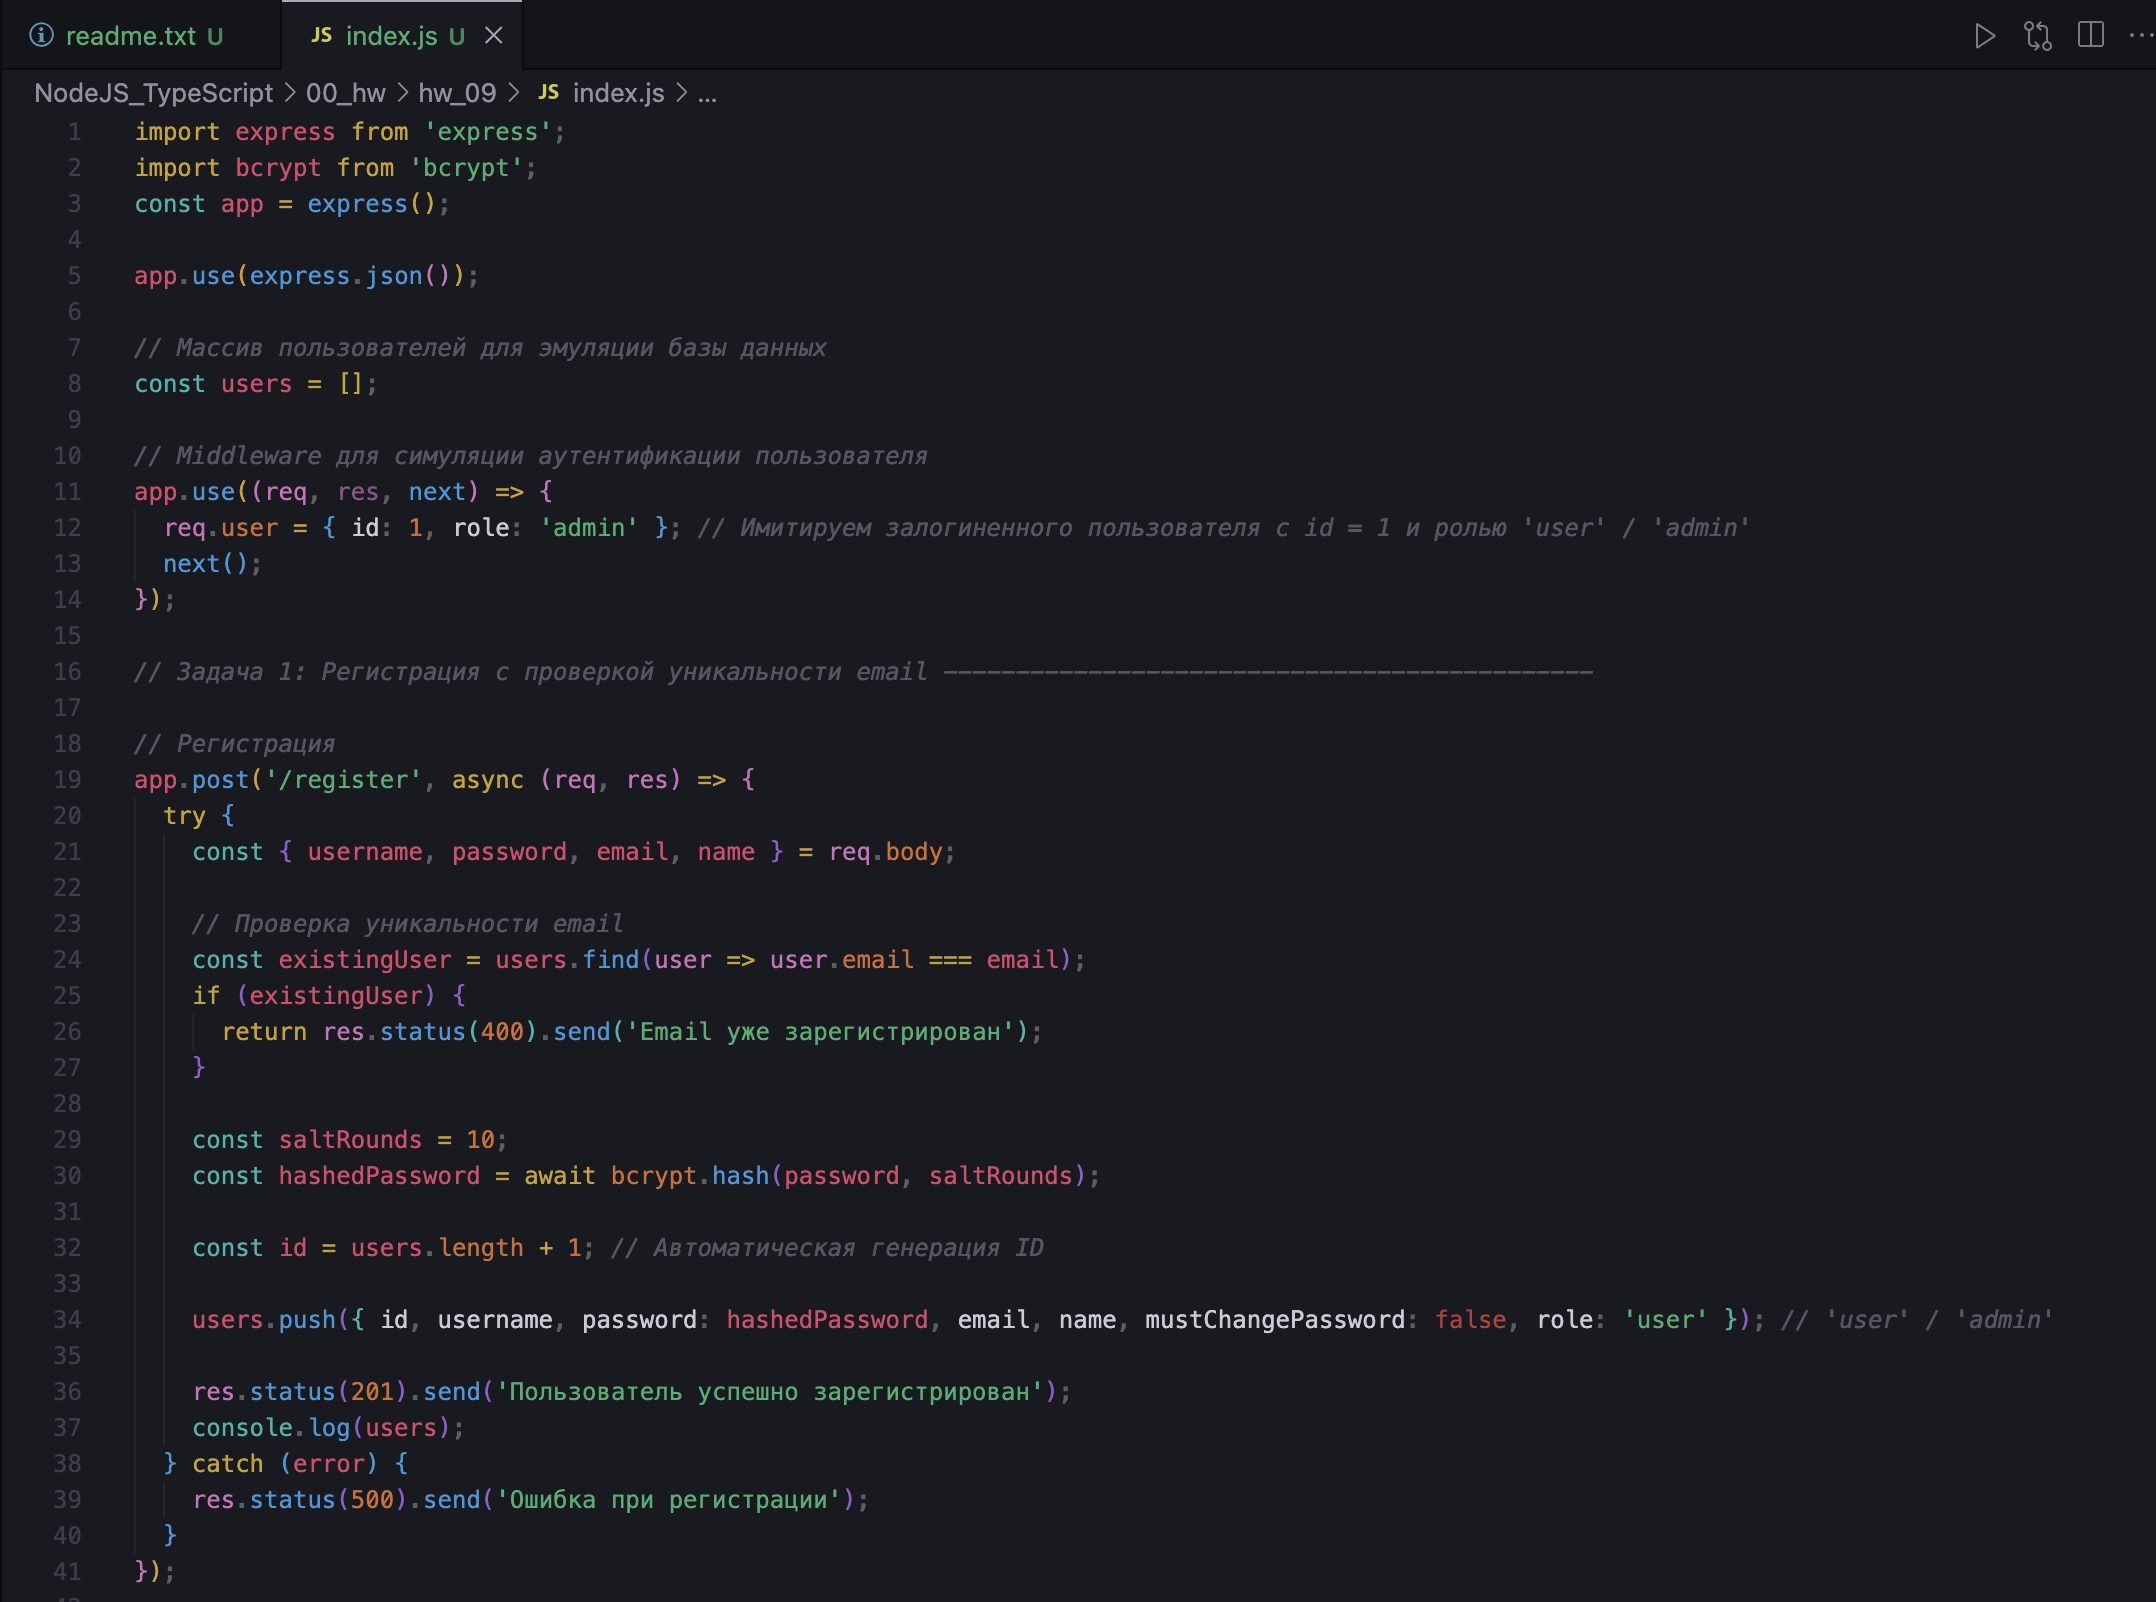 readme.txt U
JS index.js U
NodeJS_TypeScript > 00_hw > hw_09 > JS index.js > ...
1 import express from 'express';
2 import bcrypt from 'bcrypt';
3 const app = express();
4
5 app.use(express.json());
6
7 // Массив пользователей для эмуляции базы данных
8 const users = [];
9
10 // Middleware для симуляции аутентификации пользователя
11 app.use((req, res, next) => {
12 req.user = { id: 1, role: 'admin' }; // Имитируем залогиненного пользователя с id = 1 и ролью 'user' / 'admin'
13 next();
14 });
15
16 // Задача 1: Регистрация с проверкой уникальности email ---------------------------------------------
17
18 // Регистрация
19 app.post('/register', async (req, res) => {
20 try {
21 const { username, password, email, name } = req.body;
22
23 // Проверка уникальности email
24 const existingUser = users.find(user => user.email === email);
25 if (existingUser) {
26 return res.status(400).send('Email уже зарегистрирован');
27 }
28
29 const saltRounds = 10;
30 const hashedPassword = await bcrypt.hash(password, saltRounds);
31
32 const id = users.length + 1; // Автоматическая генерация ID
33
34 users.push({ id, username, password: hashedPassword, email, name, mustChangePassword: false, role: 'user' }); // 'user' / 'admin'
35
36 res.status(201).send('Пользователь успешно зарегистрирован');
37 console.log(users);
38 } catch (error) {
39 res.status(500).send('Ошибка при регистрации');
40 }
41 });